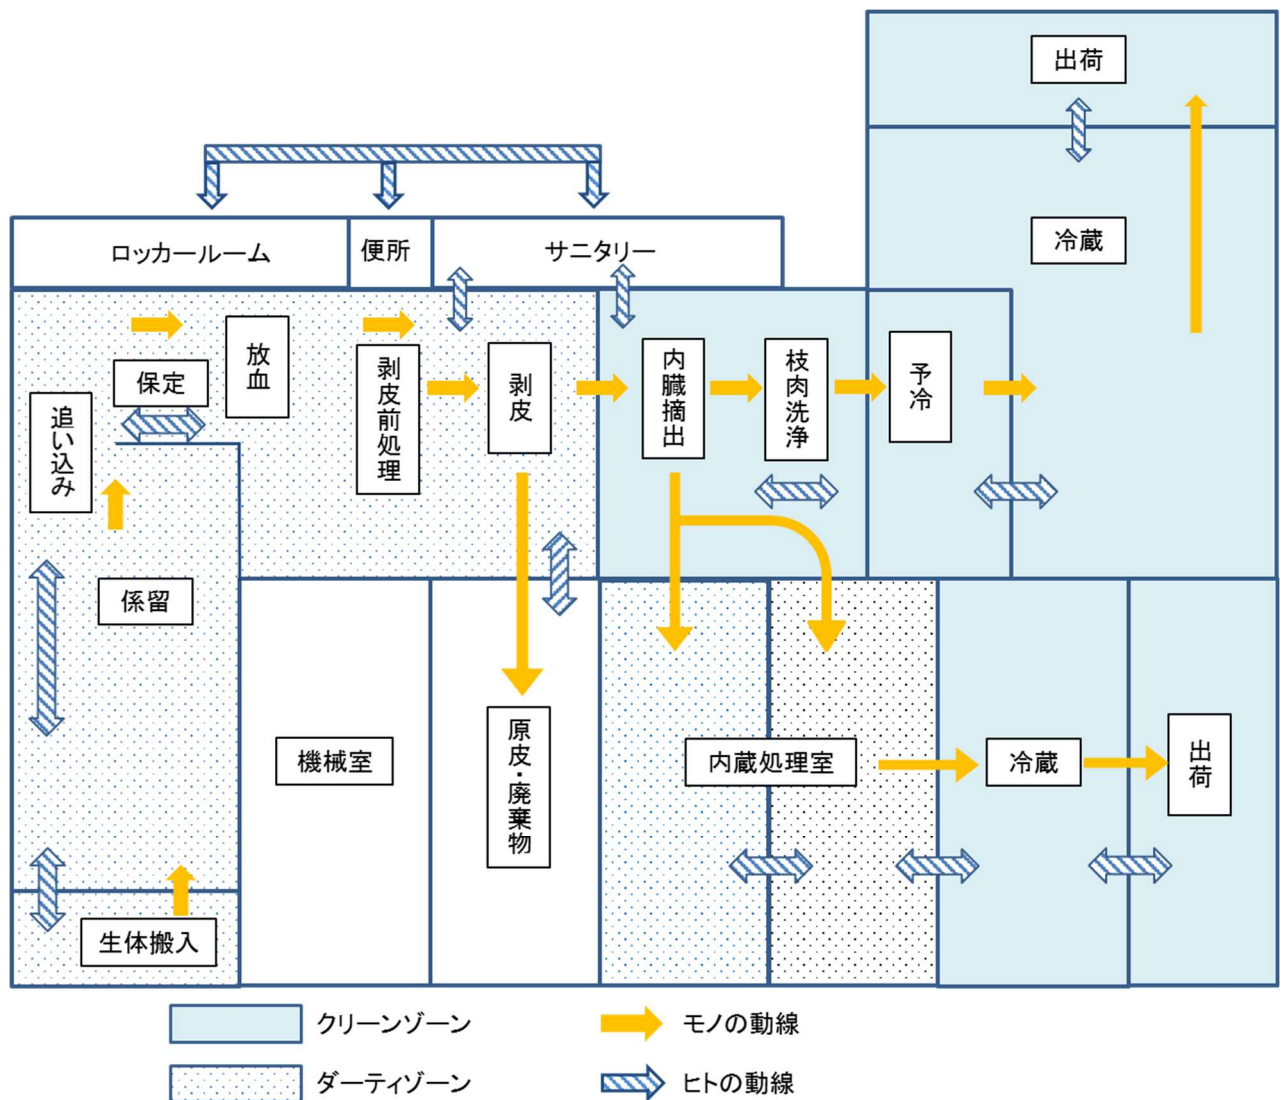 出荷
冷蔵
ロッカールーム
便所
サニタリー
追い込み
保定
放血
剥皮前処理
剥皮
内臓摘出
枝肉洗浄
予冷
係留
機械室
原皮・廃棄物
内蔵処理室
冷蔵
出荷
生体搬入
クリーンゾーン
モノの動線
ダーティゾーン
ヒトの動線